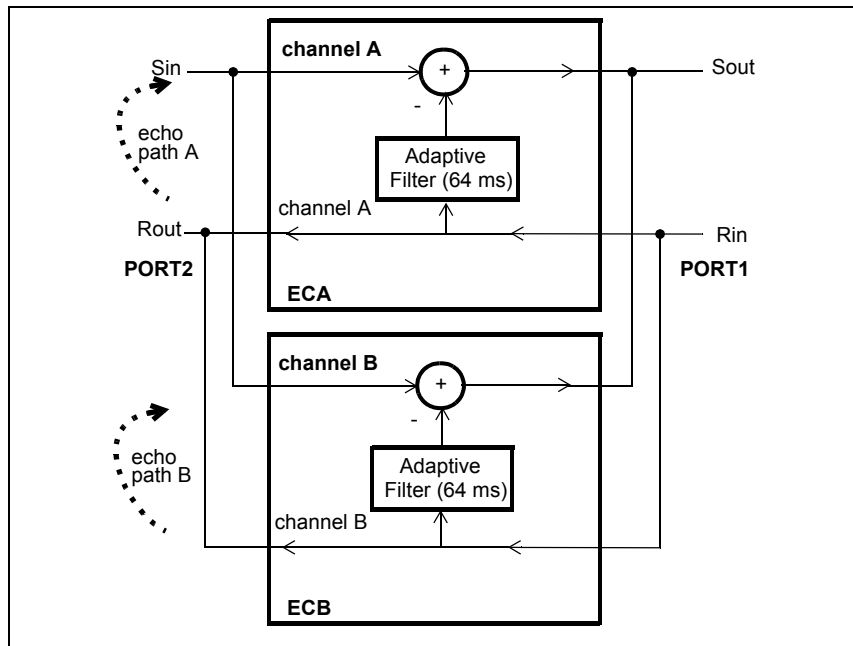 channel A
Sin
+
Sout
-
echo
path A
Adaptive
Filter (64 ms)
channel A
Rout
Rin
PORT2
PORT1
ECA
channel B
+
-
echo
path B
Adaptive
Filter (64 ms)
channel B
ECB